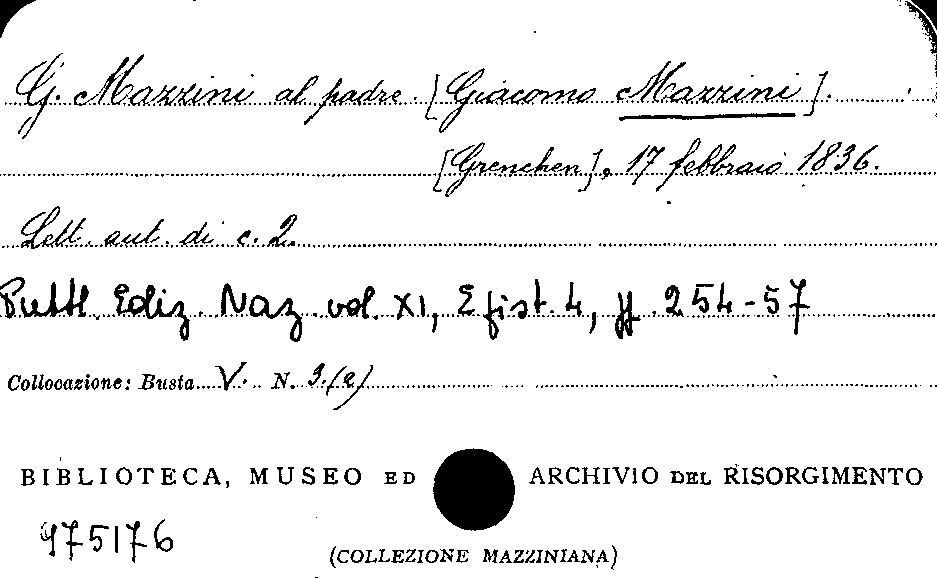 G. Mazzini al padre. [Giacomo Mazzini].
[Grenchen], 17 febbraio 1836.
Lett. aut. di c. 2.
Pubbl. Ediz. Naz. vol. XI, Epist. 4, pp. 254-57
Collocazione: Busta V. N. 3.(e)
BIBLIOTECA, MUSEO ED ARCHIVIO DEL RISORGIMENTO
975176
(COLLEZIONE MAZZINIANA)